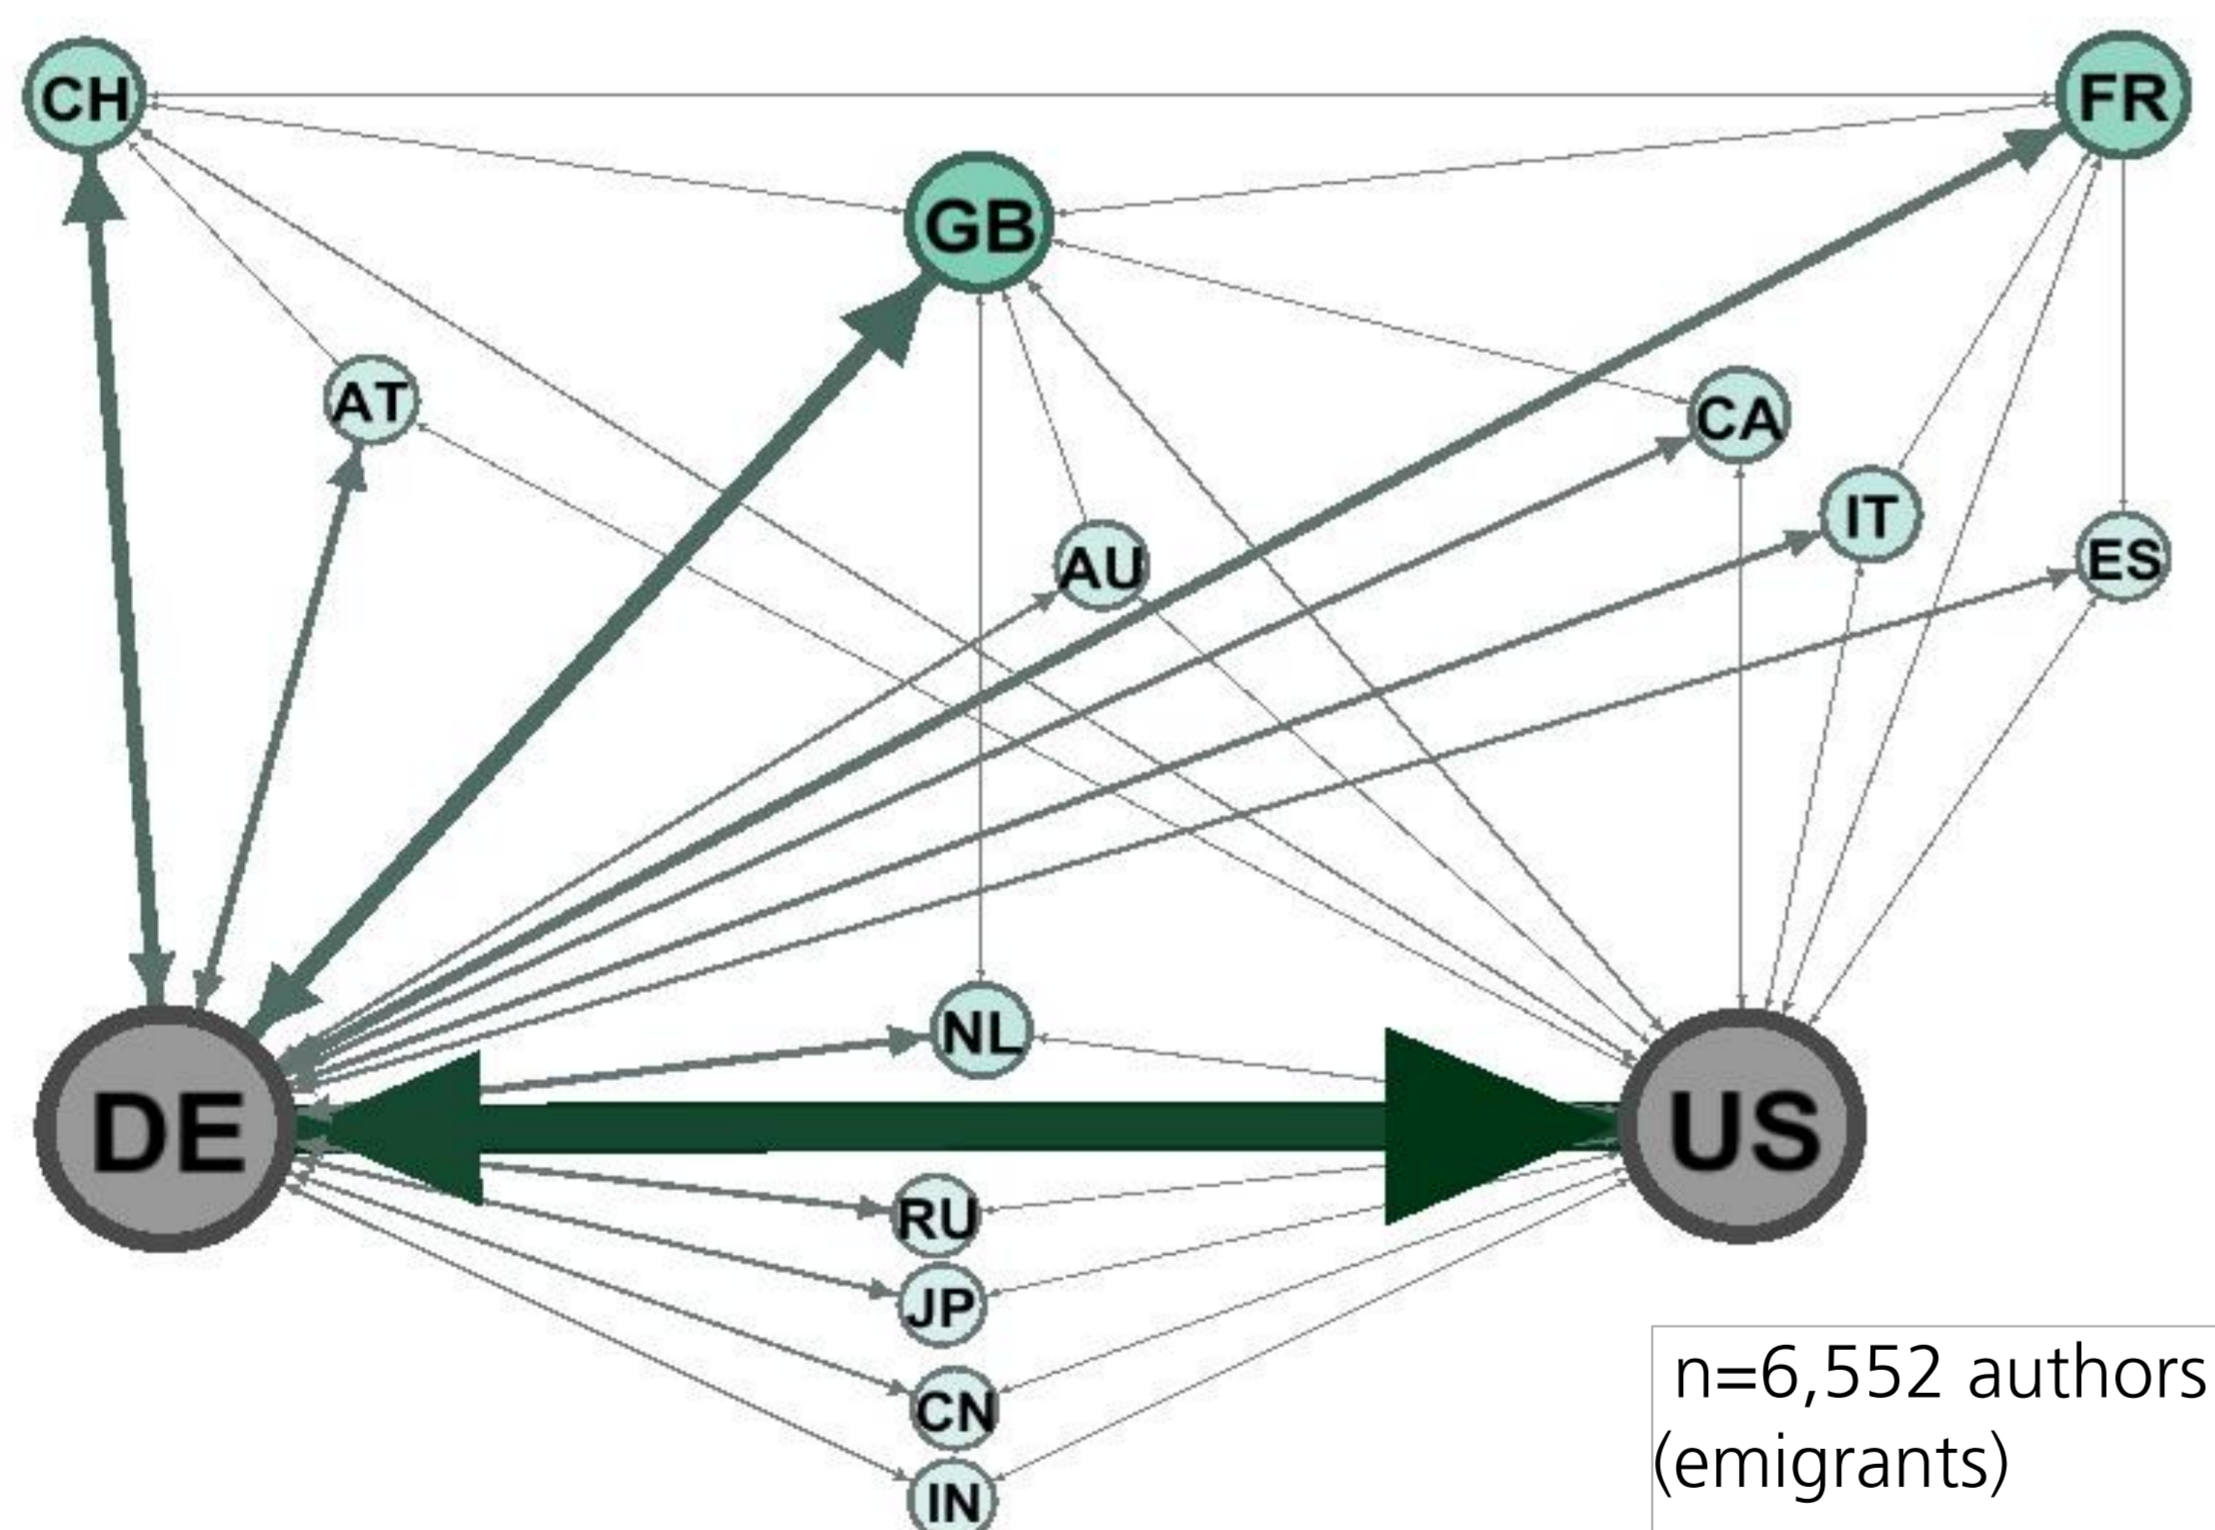 CH
FR
GB
AT
CA
IT
ES
AU
NL
DE
US
RU
JP
CN
IN
n=6,552 authors
(emigrants)